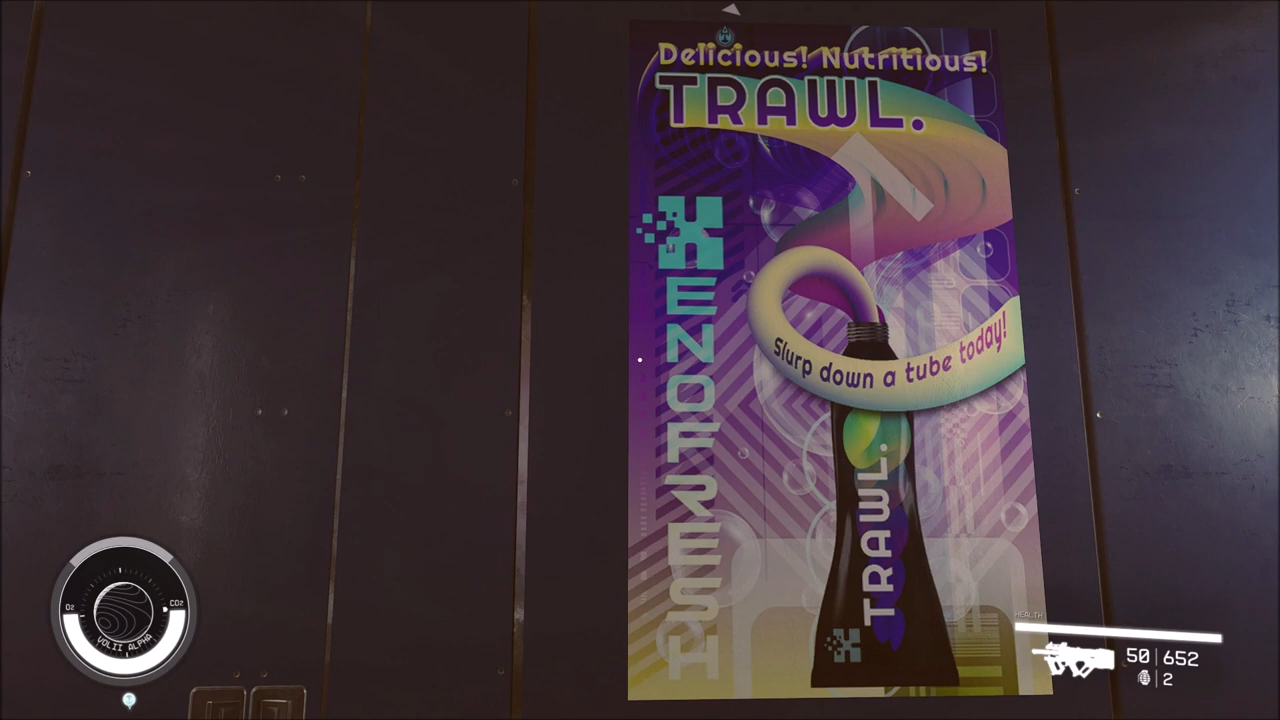 Delicious! Nutritious!
TRAWL.
XENOFRESH
Slurp down a tube today!
TRAWL.
O2
CO2
VOLII ALPHA
HEALTH
50 | 652
2